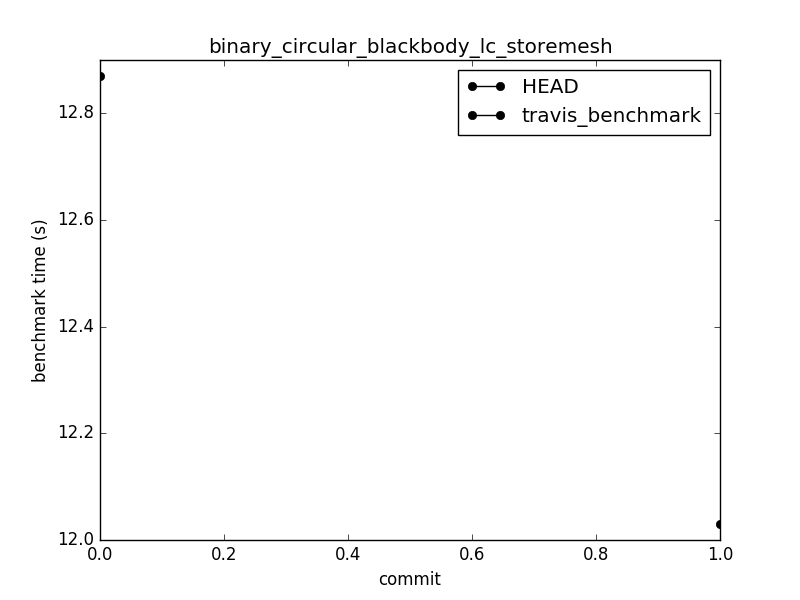 binary_circular_blackbody_lc_storemesh
HEAD
travis_benchmark
benchmark time (s)
12.8
12.6
12.4
12.2
12.0
0.0 0.2 0.4 0.6 0.8 1.0
commit